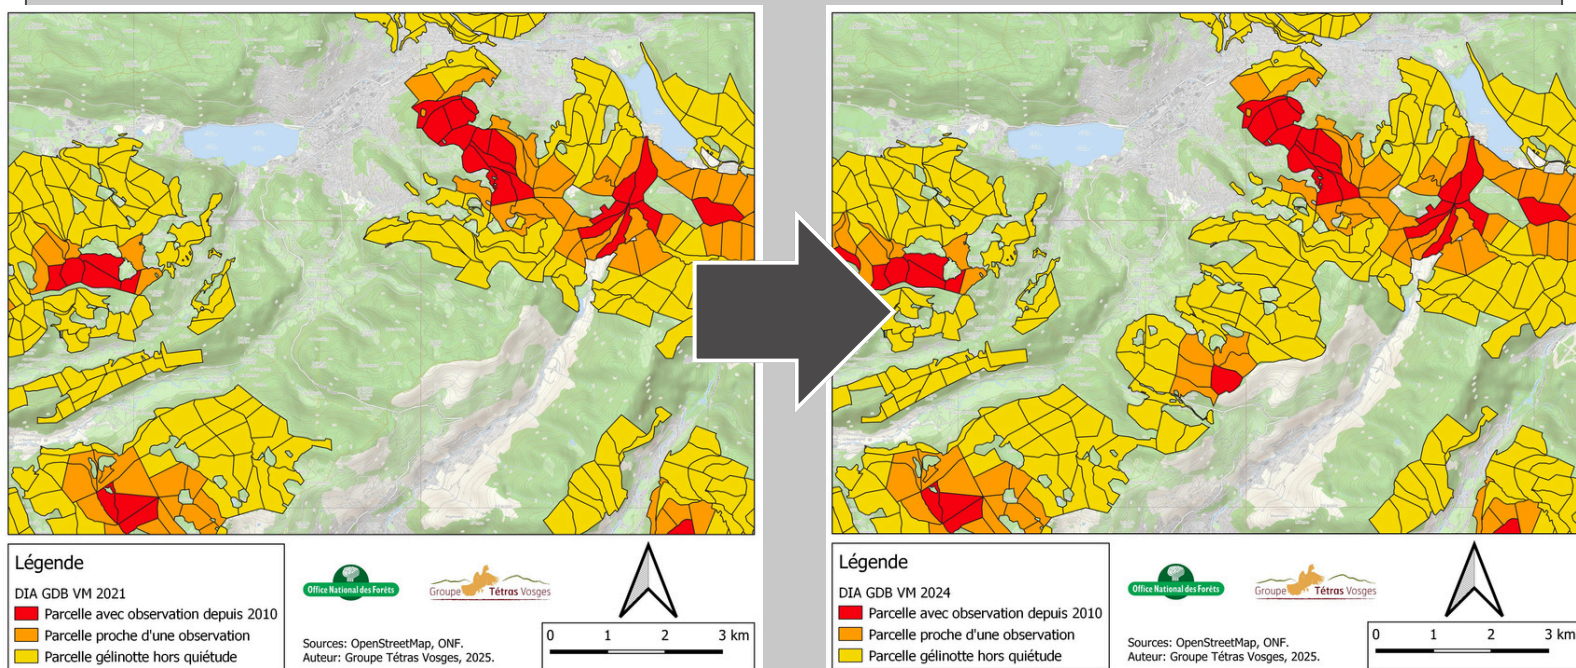 Légende
DIA GDB VM 2021
Parcelle avec observation depuis 2010
Parcelle proche d'une observation
Parcelle gélinotte hors quiétude
Office National des Forêts
Groupe Tétras Vosges
Sources: OpenStreetMap, ONF.
Auteur: Groupe Tétras Vosges, 2025.
0 1 2 3 km
Légende
DIA GDB VM 2024
Parcelle avec observation depuis 2010
Parcelle proche d'une observation
Parcelle gélinotte hors quiétude
Office National des Forêts
Groupe Tétras Vosges
Sources: OpenStreetMap, ONF.
Auteur: Groupe Tétras Vosges, 2025.
0 1 2 3 km